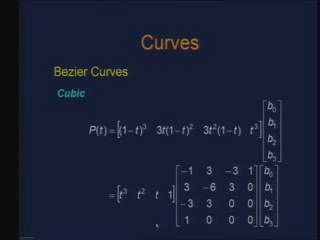 Curves
Bezier Curves
Cubic
P(t) = [(1-t)³ 3t(1-t)² 3t²(1-t) t³] [b₀ b₁ b₂ b₃]
= [t³ t² t 1] [-1 3 -3 1 3 -6 3 0 -3 3 0 0 1 0 0 0] [b₀ b₁ b₂ b₃]